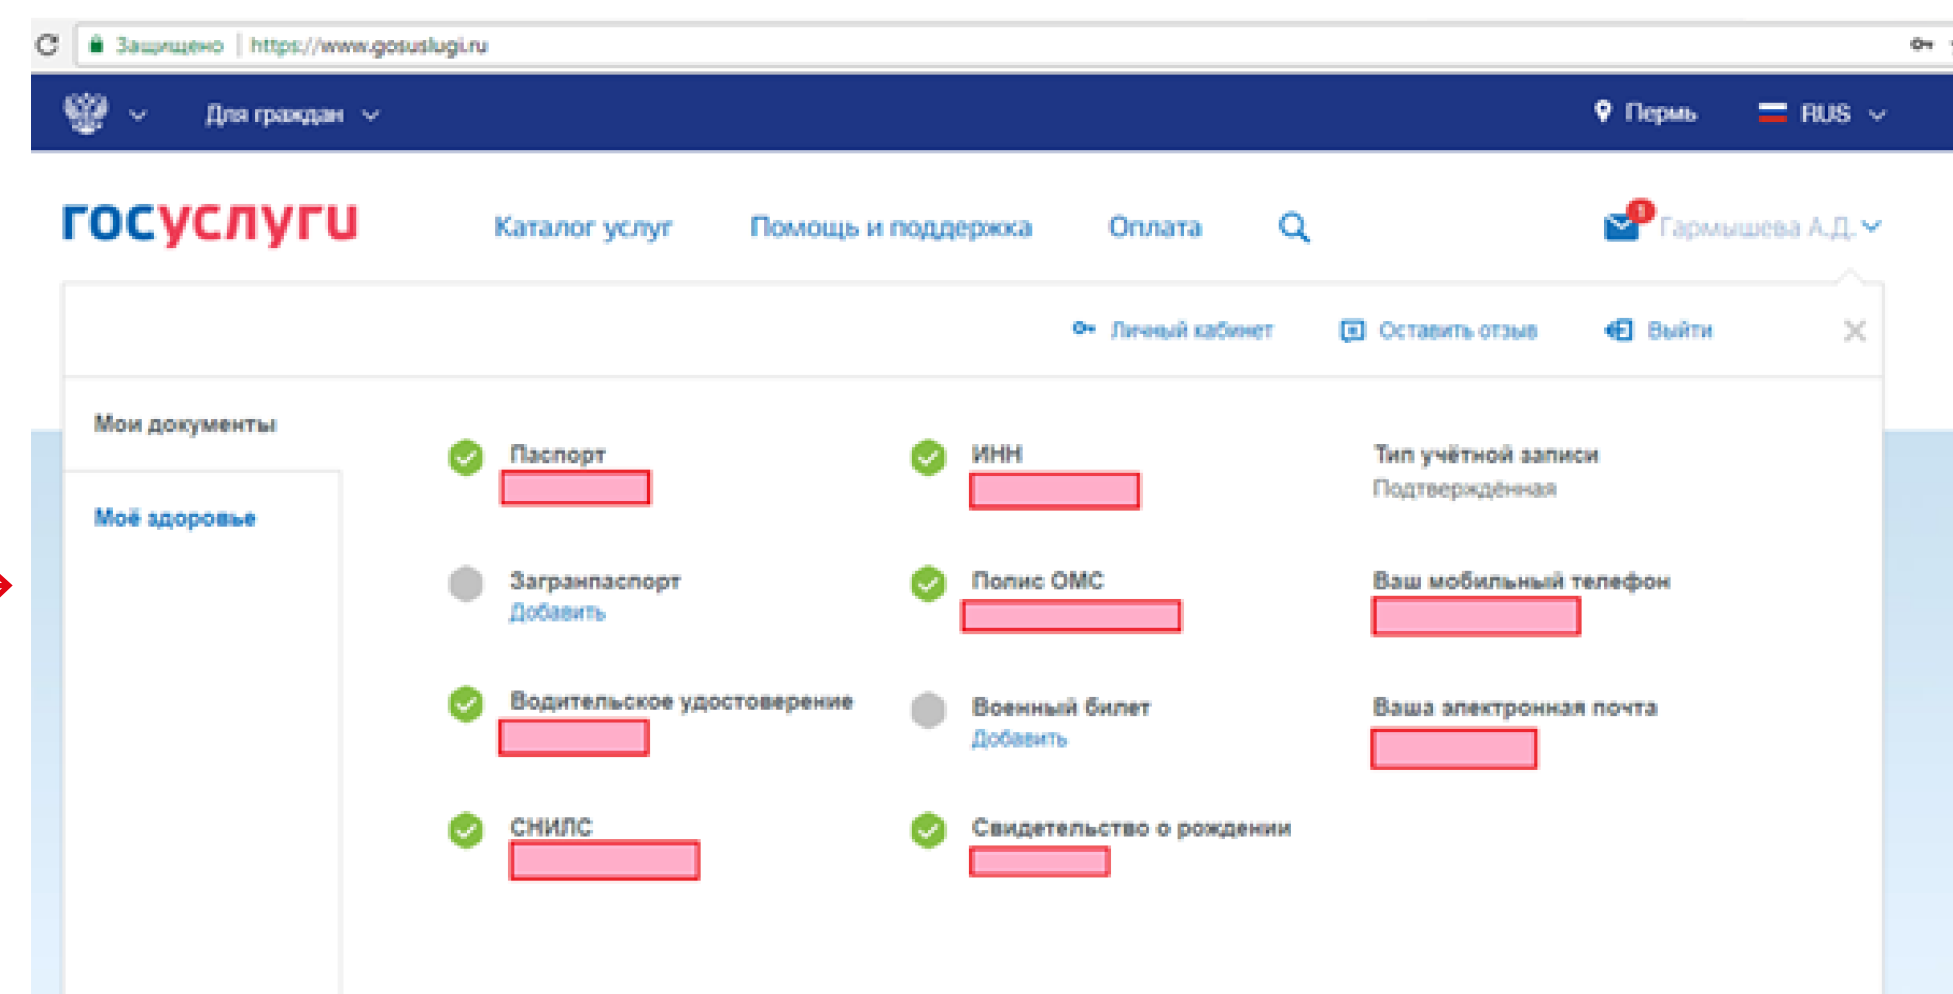 Защищено | https://www.gosuslugi.ru
Для граждан
Пермь
RUS
госуслуги
Каталог услуг
Помощь и поддержка
Оплата
1
Гармышева А.Д.
Личный кабинет
Оставить отзыв
Выйти
Мои документы
Моё здоровье
Паспорт
ИНН
Тип учётной записи
Подтверждённая
Загранпаспорт
Добавить
Полис ОМС
Ваш мобильный телефон
Водительское удостоверение
Военный билет
Добавить
Ваша электронная почта
СНИЛС
Свидетельство о рождении